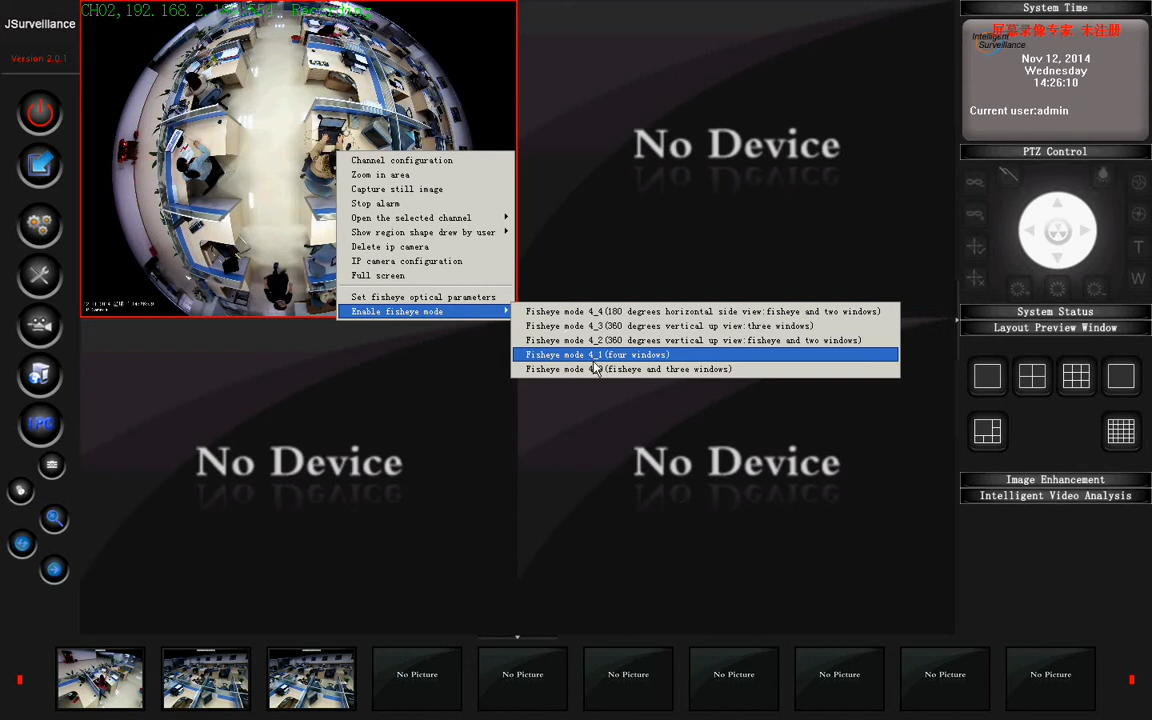 JSurveillance
Version 2.0.1
Recording
Channel configuration
Zoom in area
Capture still image
Stop alarm
Open the selected channel
Show region shape drew by user
Delete ip camera
IP camera configuration
Full screen
Set fisheye optical parameters
Enable fisheye mode
Fisheye mode 4_4(180 degrees horizontal side view:fisheye and two windows)
Fisheye mode 4_3(360 degrees vertical up view:three windows)
Fisheye mode 4_2(360 degrees vertical up view:fisheye and two windows)
Fisheye mode 4_1(four windows)
Fisheye mode (fisheye and three windows)
No Device
No Device
No Device
System Time
屏幕录像专家 未注册
Intelligent
Surveillance
Nov 12, 2014
Wednesday
14:26:10
Current user:admin
PTZ Control
T
W
System Status
Layout Preview Window
Image Enhancement
Intelligent Video Analysis
IPC
No Picture
No Picture
No Picture
No Picture
No Picture
No Picture
No Picture